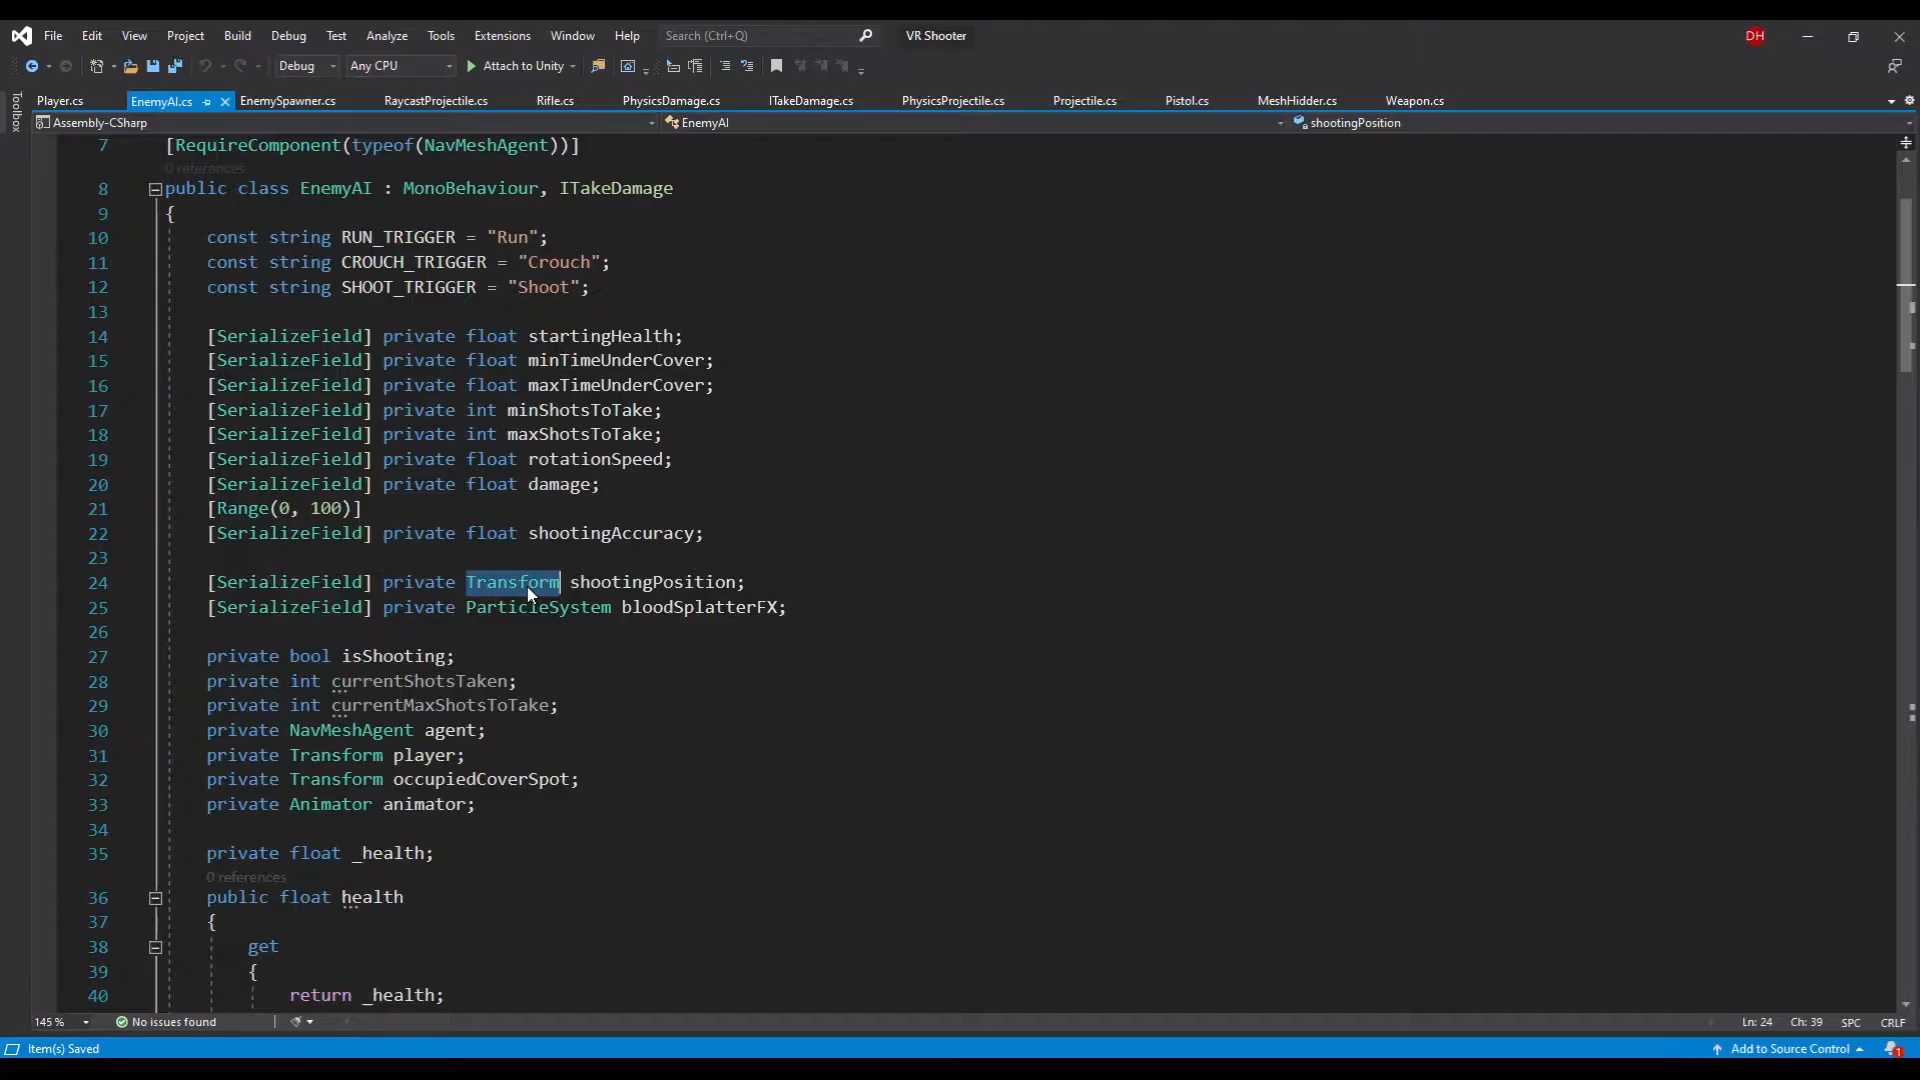 File Edit View Project Build Debug Test Analyze Tools Extensions Window Help Search (Ctrl+Q) VR Shooter DH
Debug Any CPU Attach to Unity
Toolbox
Player.cs EnemyAI.cs EnemySpawner.cs RaycastProjectile.cs Rifle.cs PhysicsDamage.cs ITakeDamage.cs PhysicsProjectile.cs Projectile.cs Pistol.cs MeshHidder.cs Weapon.cs
Assembly-CSharp EnemyAI shootingPosition
7 [RequireComponent(typeof(NavMeshAgent))]
0 references
8 public class EnemyAI : MonoBehaviour, ITakeDamage
9 {
10 const string RUN_TRIGGER = "Run";
11 const string CROUCH_TRIGGER = "Crouch";
12 const string SHOOT_TRIGGER = "Shoot";
13
14 [SerializeField] private float startingHealth;
15 [SerializeField] private float minTimeUnderCover;
16 [SerializeField] private float maxTimeUnderCover;
17 [SerializeField] private int minShotsToTake;
18 [SerializeField] private int maxShotsToTake;
19 [SerializeField] private float rotationSpeed;
20 [SerializeField] private float damage;
21 [Range(0, 100)]
22 [SerializeField] private float shootingAccuracy;
23
24 [SerializeField] private Transform shootingPosition;
25 [SerializeField] private ParticleSystem bloodSplatterFX;
26
27 private bool isShooting;
28 private int currentShotsTaken;
29 private int currentMaxShotsToTake;
30 private NavMeshAgent agent;
31 private Transform player;
32 private Transform occupiedCoverSpot;
33 private Animator animator;
34
35 private float _health;
0 references
36 public float health
37 {
38 get
39 {
40 return _health;
145 % No issues found Ln: 24 Ch: 39 SPC CRLF
Item(s) Saved Add to Source Control 1